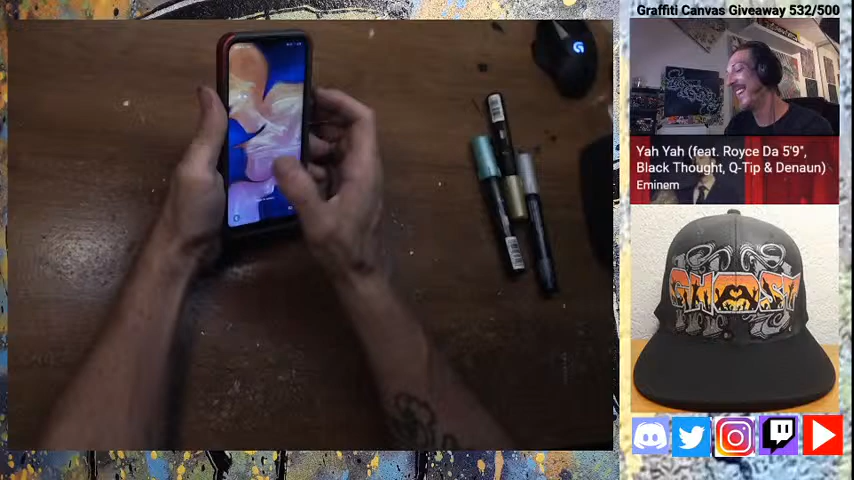 Graffiti Canvas Giveaway 532/500
Yah Yah (feat. Royce Da 5'9",
Black Thought, Q-Tip & Denaun)
Eminem
GHOST